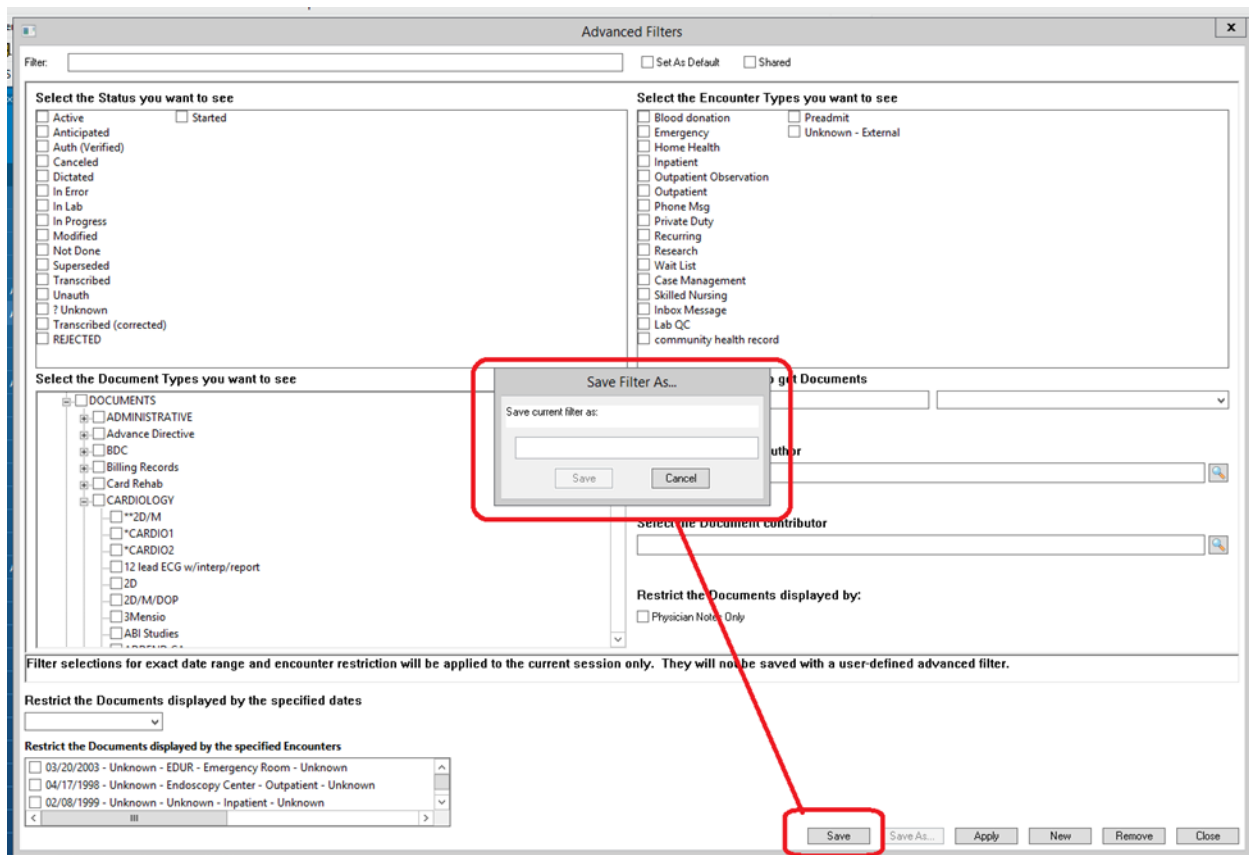 Advanced Filters
x
Filter:
Set As Default
Shared
Select the Status you want to see
Active
Started
Anticipated
Auth (Verified)
Canceled
Dictated
In Error
In Lab
In Progress
Modified
Not Done
Superseded
Transcribed
Unauth
? Unknown
Transcribed (corrected)
REJECTED
Select the Encounter Types you want to see
Blood donation
Preadmit
Emergency
Unknown - External
Home Health
Inpatient
Outpatient Observation
Outpatient
Phone Msg
Private Duty
Recurring
Research
Wait List
Case Management
Skilled Nursing
Inbox Message
Lab QC
community health record
Select the Document Types you want to see
DOCUMENTS
ADMINISTRATIVE
Advance Directive
BDC
Billing Records
Card Rehab
CARDIOLOGY
**2D/M
*CARDIO1
*CARDIO2
12 lead ECG w/interp/report
2D
2D/M/DOP
3Mensio
ABI Studies
Save Filter As...
Save current filter as:
Save
Cancel
get Documents
Select the Document contributor
Restrict the Documents displayed by:
Physician Notes Only
Filter selections for exact date range and encounter restriction will be applied to the current session only. They will not be saved with a user-defined advanced filter.
Restrict the Documents displayed by the specified dates
Restrict the Documents displayed by the specified Encounters
03/20/2003 - Unknown - EDUR - Emergency Room - Unknown
04/17/1998 - Unknown - Endoscopy Center - Outpatient - Unknown
02/08/1999 - Unknown - Unknown - Inpatient - Unknown
Save
Save As...
Apply
New
Remove
Close